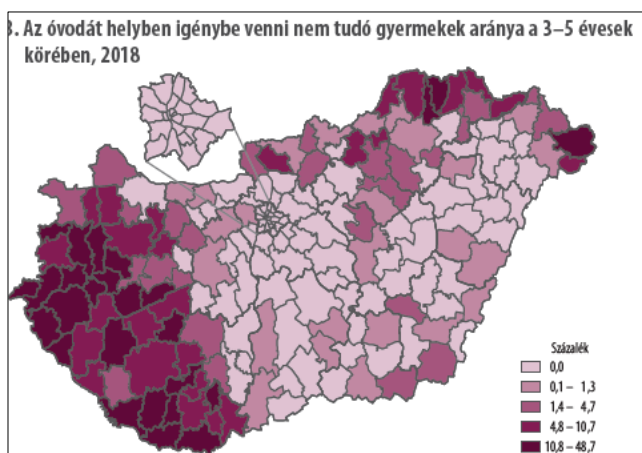 3. Az óvodát helyben igénybe venni nem tudó gyermekek aránya a 3–5 évesek
körében, 2018
Százalék
0,0
0,1 – 1,3
1,4 – 4,7
4,8 – 10,7
10,8 – 48,7